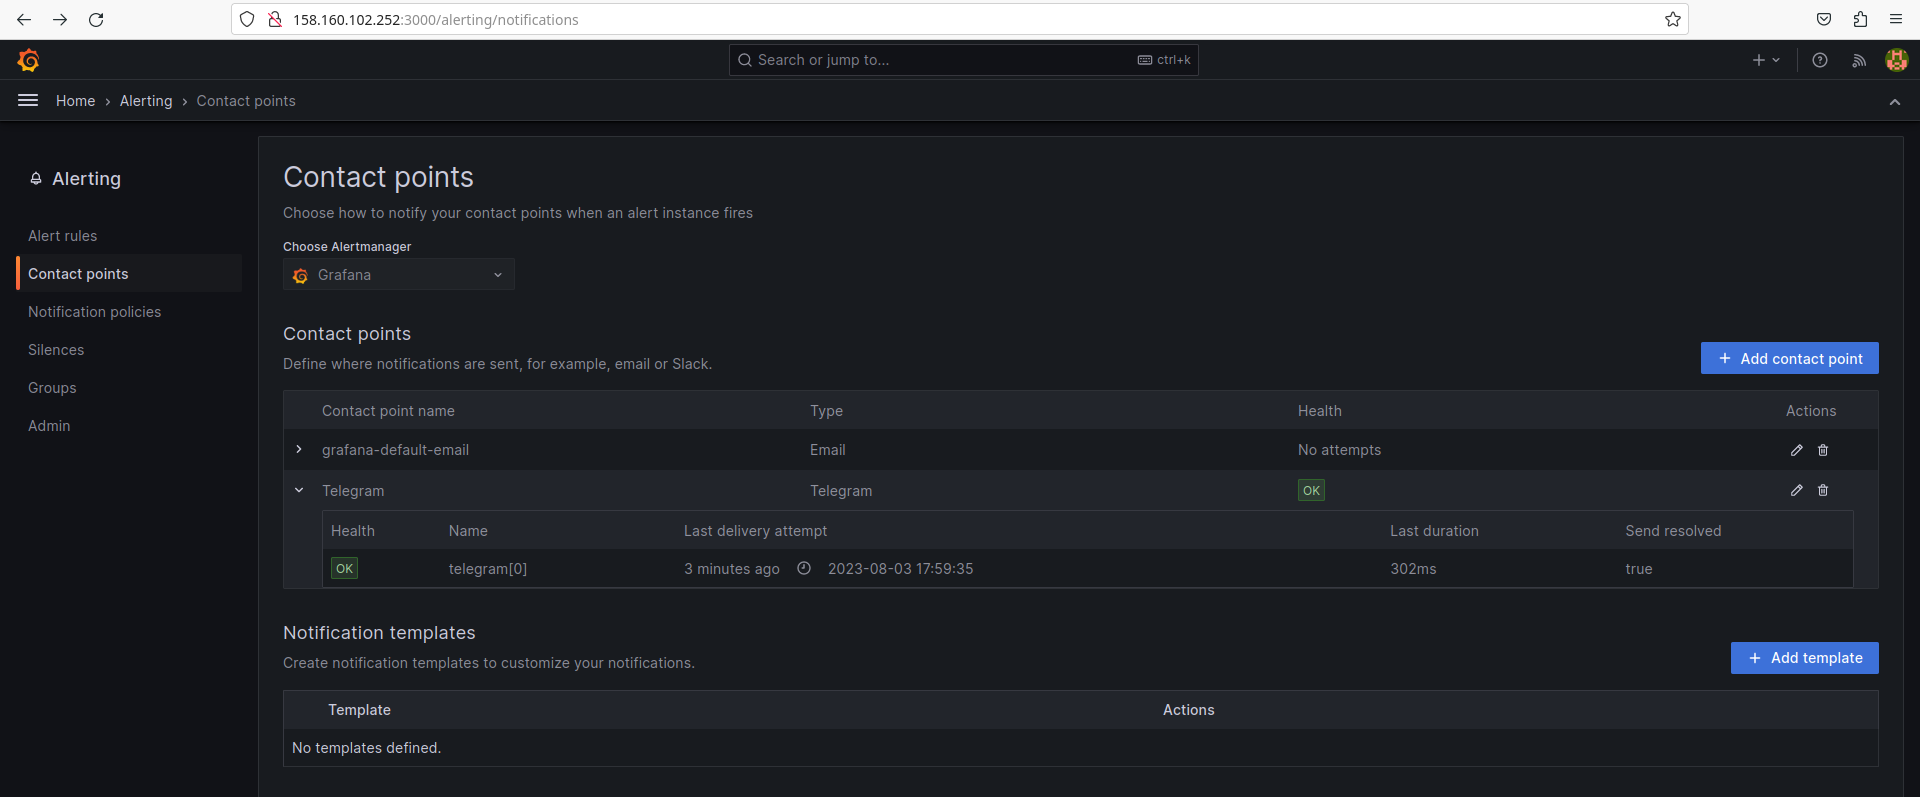 158.160.102.252:3000/alerting/notifications
Search or jump to... ctrl+k
Home › Alerting › Contact points
Alerting
Alert rules
Contact points
Notification policies
Silences
Groups
Admin
Contact points
Choose how to notify your contact points when an alert instance fires
Choose Alertmanager
Grafana
Contact points
Define where notifications are sent, for example, email or Slack.
+ Add contact point
Contact point name Type Health Actions
grafana-default-email Email No attempts
Telegram Telegram OK
Health Name Last delivery attempt Last duration Send resolved
OK telegram[0] 3 minutes ago 2023-08-03 17:59:35 302ms true
Notification templates
Create notification templates to customize your notifications.
+ Add template
Template Actions
No templates defined.